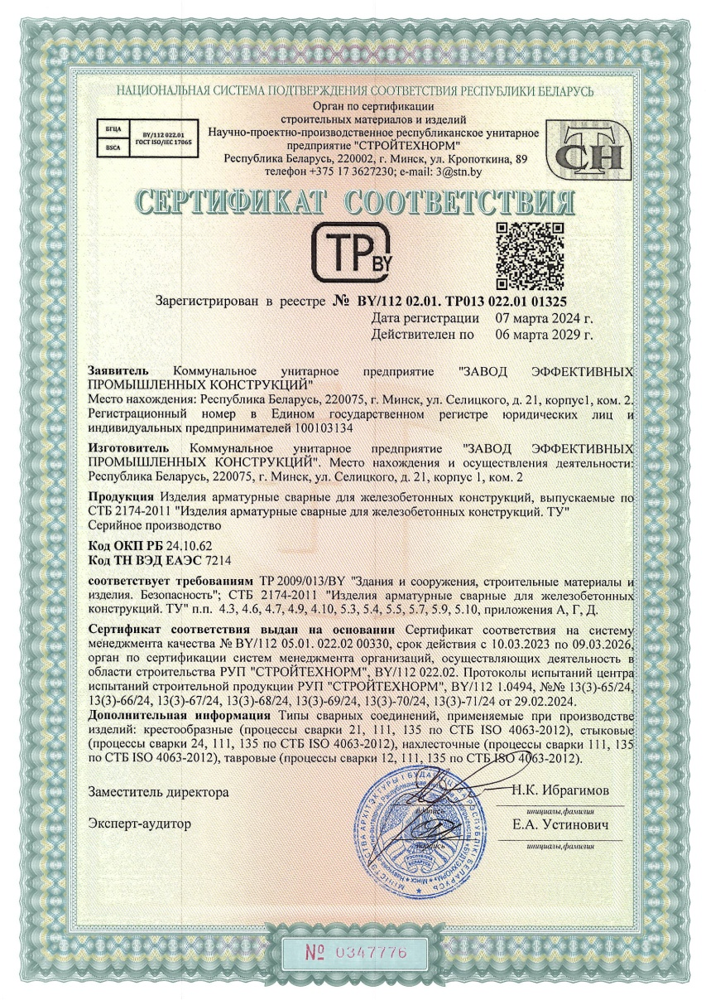 НАЦИОНАЛЬНАЯ СИСТЕМА ПОДТВЕРЖДЕНИЯ СООТВЕТСТВИЯ РЕСПУБЛИКИ БЕЛАРУСЬ
Орган по сертификации
строительных материалов и изделий
Научно-проектно-производственное республиканское унитарное
предприятие "СТРОЙТЕХНОРМ"
Республика Беларусь, 220002, г. Минск, ул. Кропоткина, 89
телефон +375 17 3627230; e-mail: 3@stn.by
БГЦА
BSCA
BY/112 022.01
ГОСТ ISO/IEC 17065
СТН
СЕРТИФИКАТ СООТВЕТСТВИЯ
ТР BY
Зарегистрирован в реестре № BY/112 02.01. ТР013 022.01 01325
Дата регистрации 07 марта 2024 г.
Действителен по 06 марта 2029 г.
Заявитель Коммунальное унитарное предприятие "ЗАВОД ЭФФЕКТИВНЫХ
ПРОМЫШЛЕННЫХ КОНСТРУКЦИЙ"
Место нахождения: Республика Беларусь, 220075, г. Минск, ул. Селицкого, д. 21, корпус1, ком. 2.
Регистрационный номер в Едином государственном регистре юридических лиц и
индивидуальных предпринимателей 100103134
Изготовитель Коммунальное унитарное предприятие "ЗАВОД ЭФФЕКТИВНЫХ
ПРОМЫШЛЕННЫХ КОНСТРУКЦИЙ". Место нахождения и осуществления деятельности:
Республика Беларусь, 220075, г. Минск, ул. Селицкого, д. 21, корпус 1, ком. 2
Продукция Изделия арматурные сварные для железобетонных конструкций, выпускаемые по
СТБ 2174-2011 "Изделия арматурные сварные для железобетонных конструкций. ТУ"
Серийное производство
Код ОКП РБ 24.10.62
Код ТН ВЭД ЕАЭС 7214
соответствует требованиям ТР 2009/013/BY "Здания и сооружения, строительные материалы и
изделия. Безопасность"; СТБ 2174-2011 "Изделия арматурные сварные для железобетонных
конструкций. ТУ" п.п. 4.3, 4.6, 4.7, 4.9, 4.10, 5.3, 5.4, 5.5, 5.7, 5.9, 5.10, приложения А, Г, Д.
Сертификат соответствия выдан на основании Сертификат соответствия на систему
менеджмента качества № BY/112 05.01. 022.02 00330, срок действия с 10.03.2023 по 09.03.2026,
орган по сертификации систем менеджмента организаций, осуществляющих деятельность в
области строительства РУП "СТРОЙТЕХНОРМ", BY/112 022.02. Протоколы испытаний центра
испытаний строительной продукции РУП "СТРОЙТЕХНОРМ", BY/112 1.0494, №№ 13(3)-65/24,
13(3)-66/24, 13(3)-67/24, 13(3)-68/24, 13(3)-69/24, 13(3)-70/24, 13(3)-71/24 от 29.02.2024.
Дополнительная информация Типы сварных соединений, применяемые при производстве
изделий: крестообразные (процессы сварки 21, 111, 135 по СТБ ISO 4063-2012), стыковые
(процессы сварки 24, 111, 135 по СТБ ISO 4063-2012), нахлесточные (процессы сварки 111, 135
по СТБ ISO 4063-2012), тавровые (процессы сварки 12, 111, 135 по СТБ ISO 4063-2012).
Заместитель директора
подпись
Н.К. Ибрагимов
инициалы,фамилия
Эксперт-аудитор
подпись
Е.А. Устинович
инициалы,фамилия
МІНІСТЭРСТВА АРХІТЭКТУРЫ І БУДАЎНІЦТВА РЭСПУБЛІКІ БЕЛАРУСЬ
РЭСПУБЛІКА
БЕЛАРУСЬ
№ 0347776